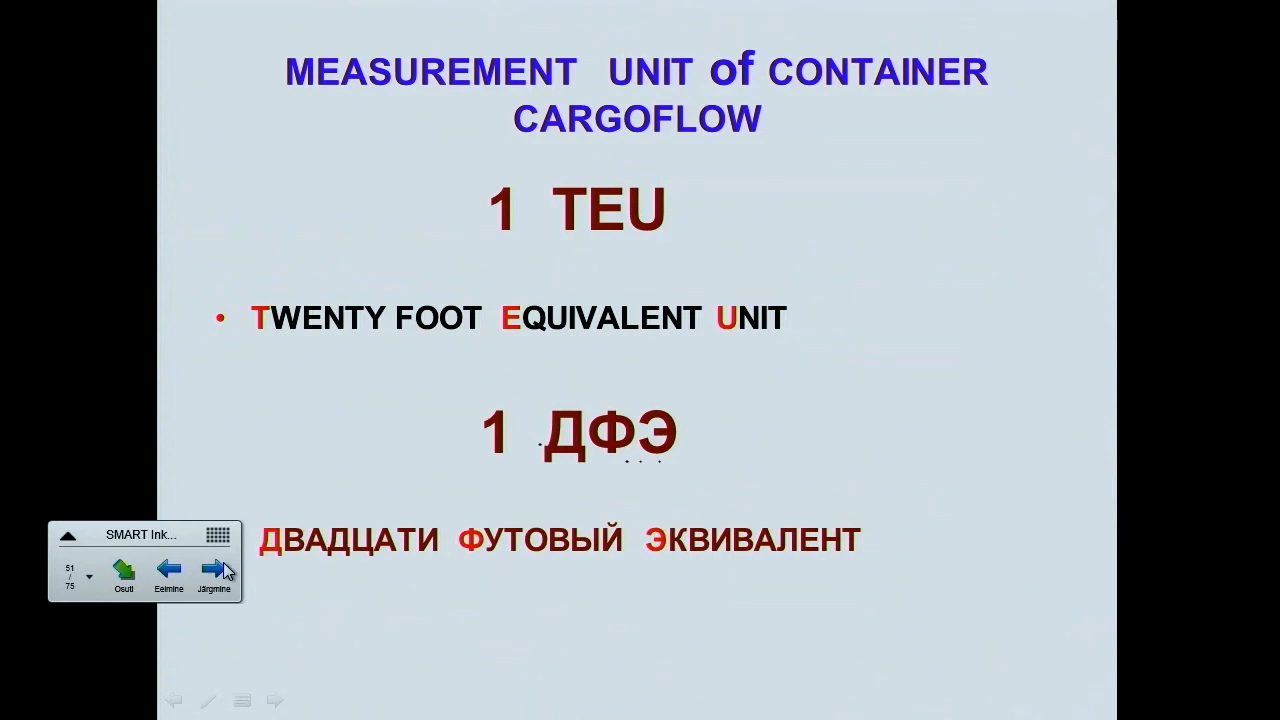 MEASUREMENT UNIT of CONTAINER
CARGOFLOW
1 TEU
• TWENTY FOOT EQUIVALENT UNIT
1 ДФЭ
ДВАДЦАТИ ФУТОВЫЙ ЭКВИВАЛЕНТ
SMART Ink...
51
/
75
Osuti Eelmine Järgmine